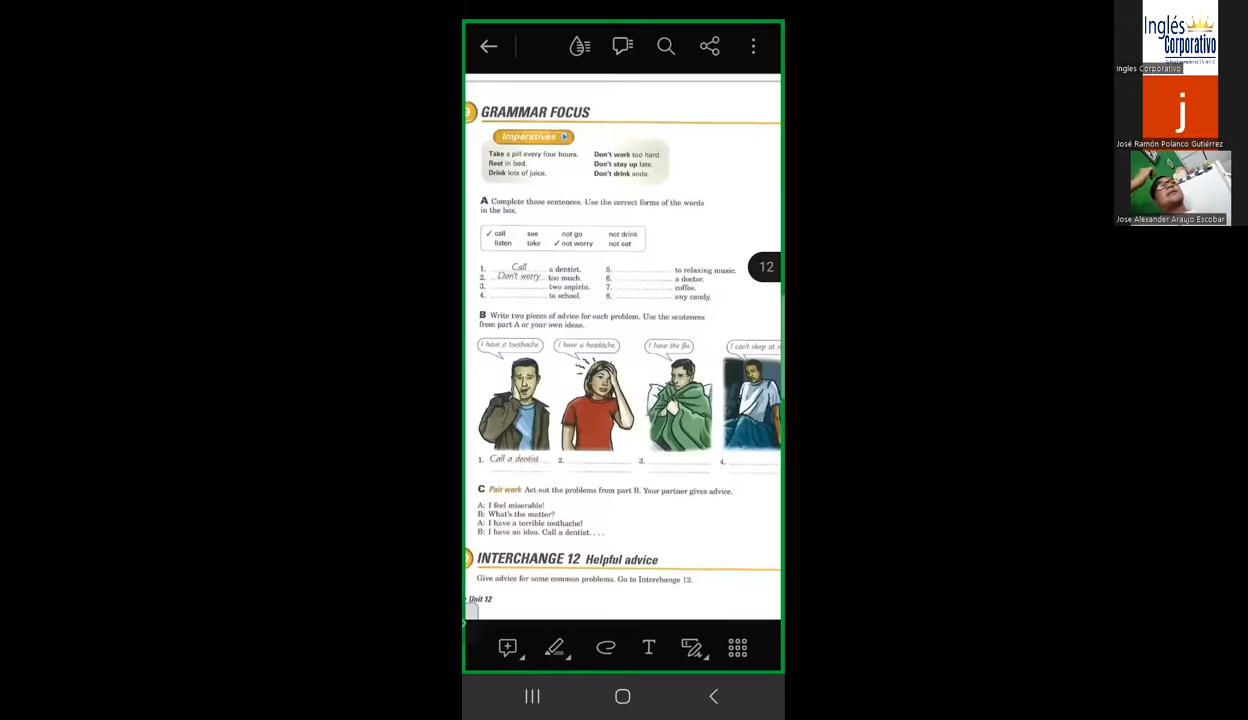 GRAMMAR FOCUS
Imperatives
Take a pill every four hours.
Rest in bed.
Drink lots of juice.
Don't work too hard.
Don't stay up late.
Don't drink soda.
A Complete these sentences. Use the correct forms of the words
in the box.
✓ call see not go not drink
listen take ✓ not worry not eat
1. Call a dentist.
2. Don't worry too much.
3. two aspirin.
4. to school.
5. to relaxing music.
6. a doctor.
7. coffee.
8. any candy.
12
B Write two pieces of advice for each problem. Use the sentences
from part A or your own ideas.
I have a toothache.
I have a headache.
I have the flu.
I can't sleep at
1. Call a dentist 2. 3. 4.
C Pair work Act out the problems from part B. Your partner gives advice.
A: I feel miserable!
B: What's the matter?
A: I have a terrible toothache!
B: I have an idea. Call a dentist. . . .
INTERCHANGE 12 Helpful advice
Give advice for some common problems. Go to Interchange 12.
Unit 12
T
Inglés
Corporativo
Ingles Corporativo
j
José Ramón Polanco Gutiérrez
Jose Alexander Araujo Escobar